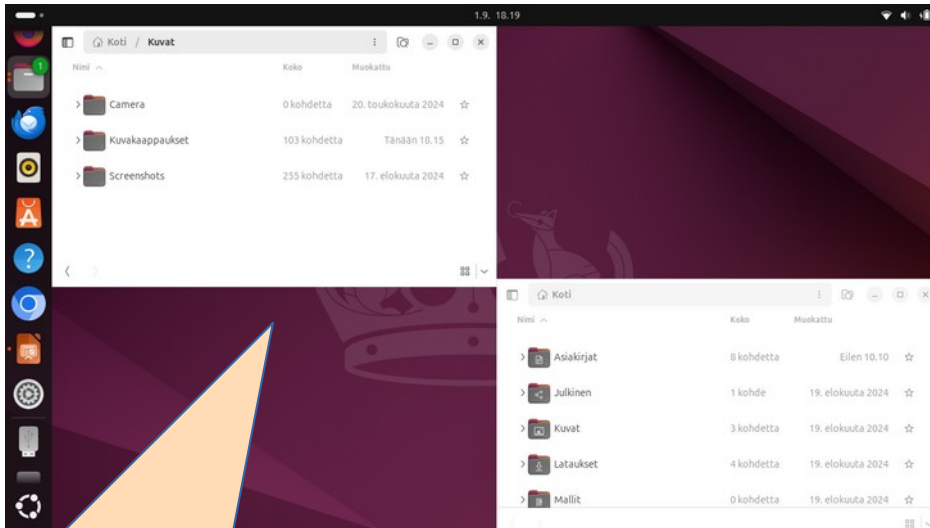 1.9. 18.19
Koti / Kuvat
Nimi Koko Muokattu
Camera 0 kohdetta 20. toukokuuta 2024
Kuvakaappaukset 103 kohdetta Tänään 18.15
Screenshots 255 kohdetta 17. elokuuta 2024
1
Koti
Nimi Koko Muokattu
Asiakirjat 8 kohdetta Eilen 10.10
Julkinen 1 kohde 19. elokuuta 2024
Kuvat 3 kohdetta 19. elokuuta 2024
Lataukset 4 kohdetta 19. elokuuta 2024
Mallit 0 kohdetta 19. elokuuta 2024